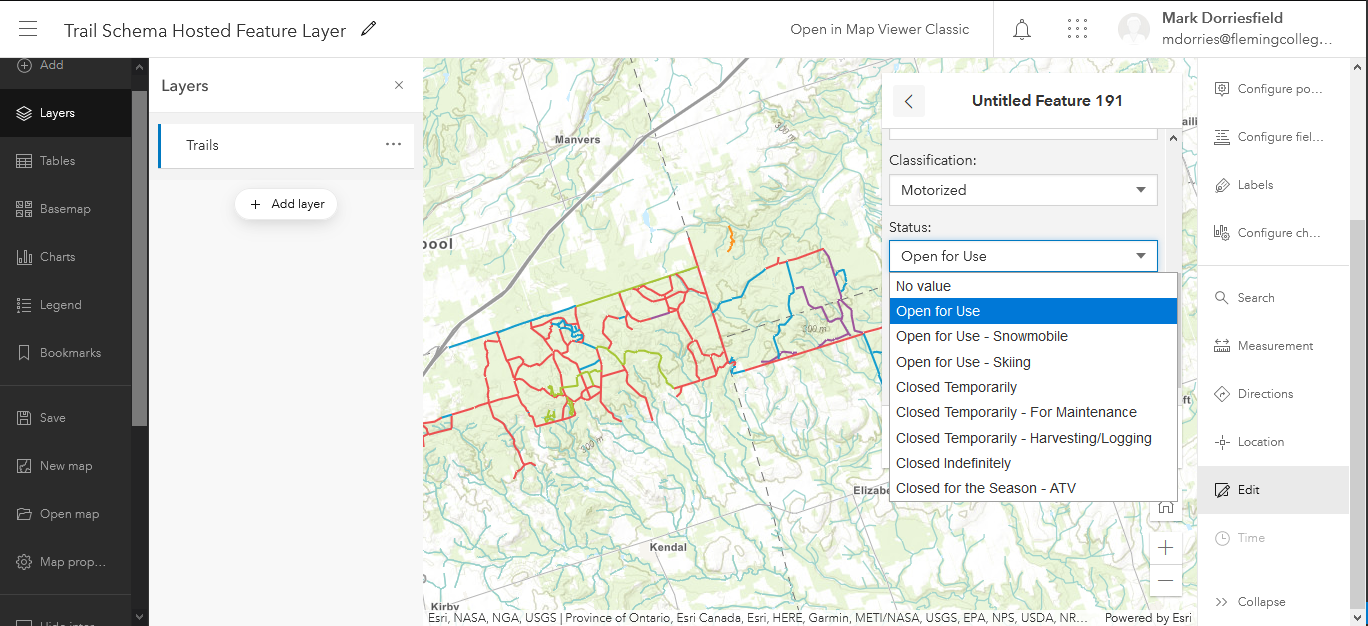 Trail Schema Hosted Feature Layer
Open in Map Viewer Classic
Mark Dorriesfield
mdorries@flemingcolleg...
Add
Layers
Tables
Basemap
Charts
Legend
Bookmarks
Save
New map
Open map
Map prop...
Layers
Trails
Add layer
Manvers
300 m
pool
300 m
300 m
Elizabe
Kendal
Kirby
Untitled Feature 191
Classification:
Motorized
Status:
Open for Use
No value
Open for Use
Open for Use - Snowmobile
Open for Use - Skiing
Closed Temporarily
Closed Temporarily - For Maintenance
Closed Temporarily - Harvesting/Logging
Closed Indefinitely
Closed for the Season - ATV
Esri, NASA, NGA, USGS | Province of Ontario, Esri Canada, Esri, HERE, Garmin, METI/NASA, USGS, EPA, NPS, USDA, NR...
Powered by Esri
Configure po...
Configure fiel...
Labels
Configure ch...
Search
Measurement
Directions
Location
Edit
Time
Collapse